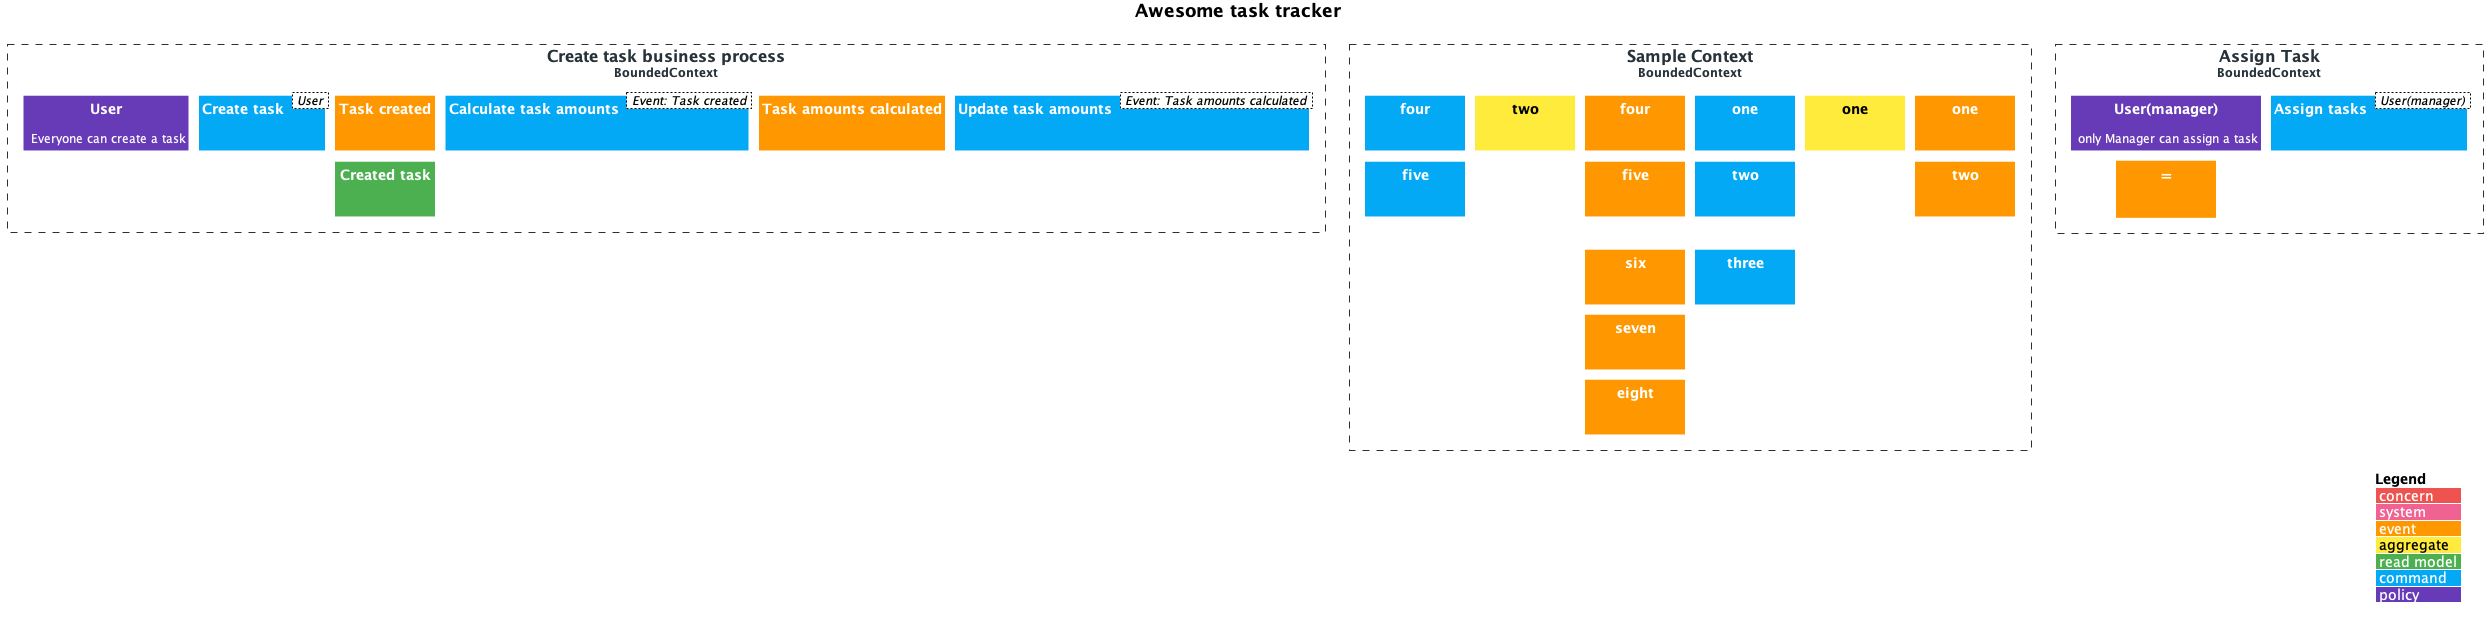 Awesome task tracker
Create task business process
BoundedContext
User
Everyone can create a task
Create task
User
Task created
Calculate task amounts
Event: Task created
Task amounts calculated
Update task amounts
Event: Task amounts calculated
Created task
Sample Context
BoundedContext
four
two
four
one
one
one
five
five
two
two
six
three
seven
eight
Assign Task
BoundedContext
User(manager)
only Manager can assign a task
Assign tasks
User(manager)
=
Legend
concern
system
event
aggregate
read model
command
policy